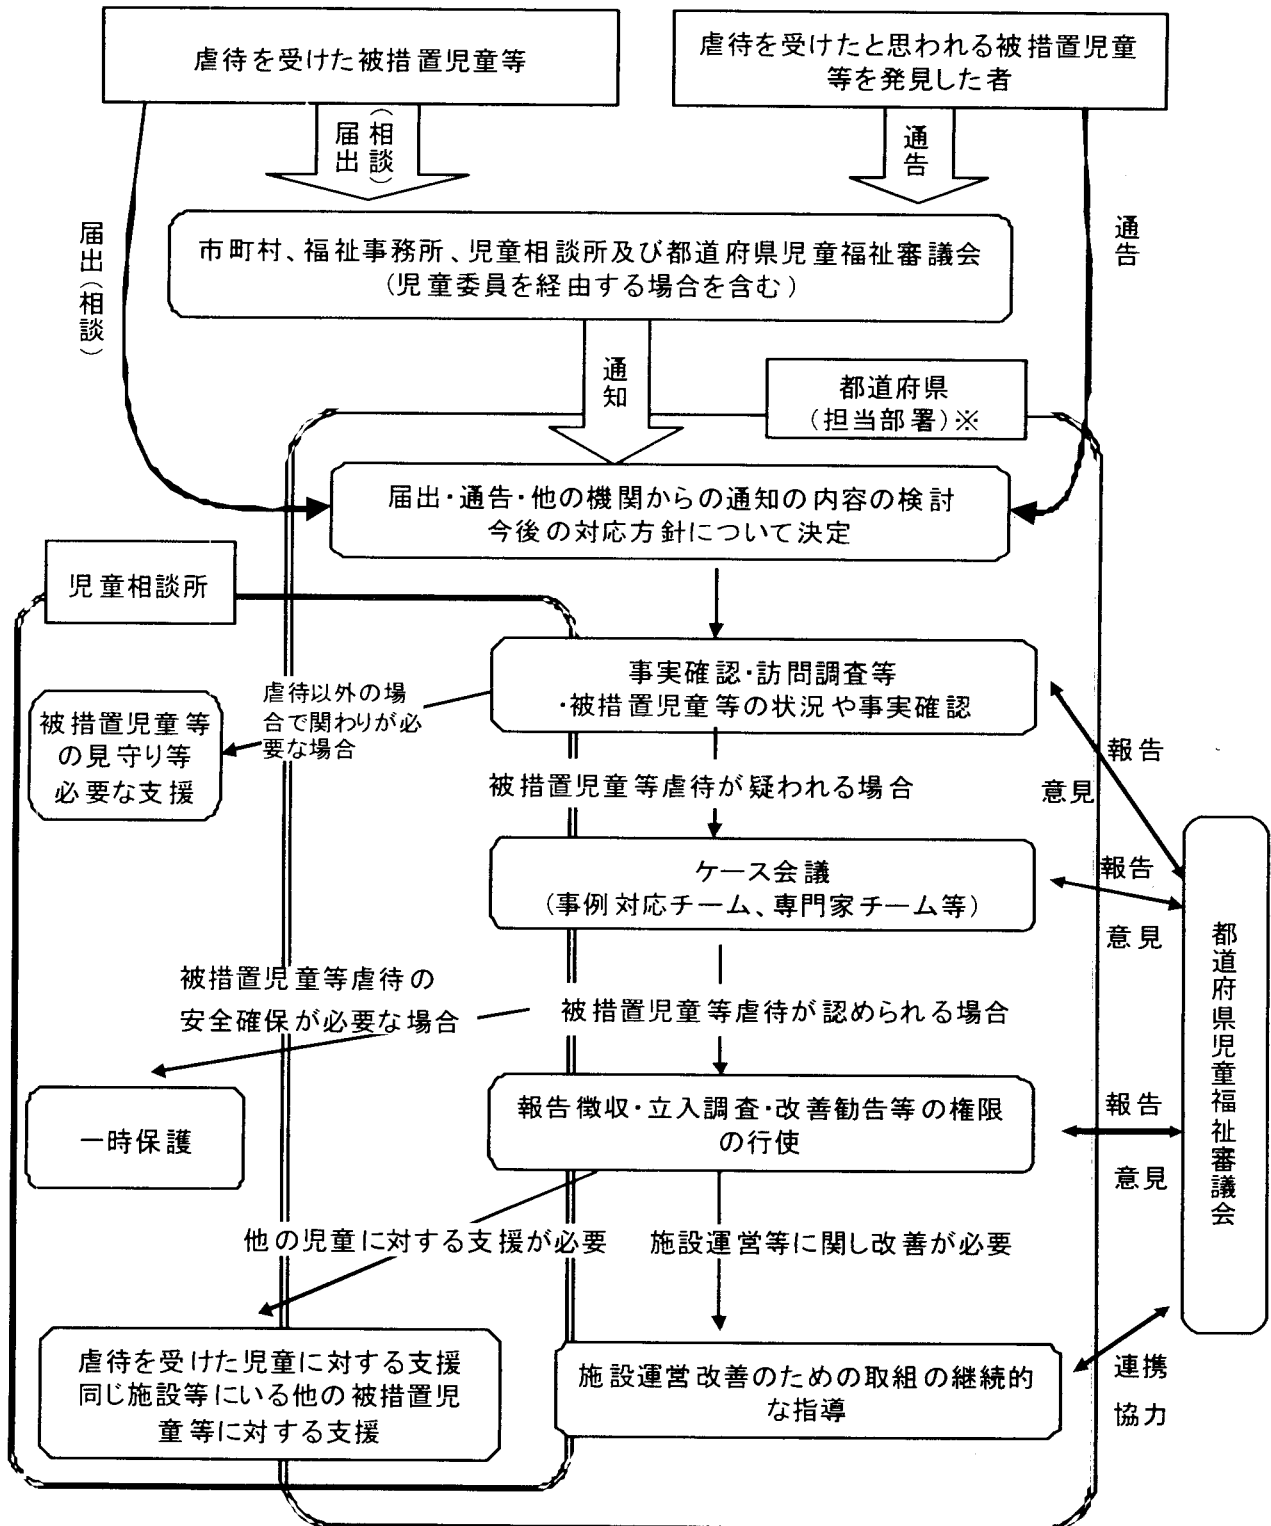 虐待を受けた被措置児童等
虐待を受けたと思われる被措置児童
等を発見した者
届出
(相談)
通告
届出(相談)
通告
市町村、福祉事務所、児童相談所及び都道府県児童福祉審議会
(児童委員を経由する場合を含む)
通知
都道府県
(担当部署)※
届出・通告・他の機関からの通知の内容の検討
今後の対応方針について決定
児童相談所
事実確認・訪問調査等
・被措置児童等の状況や事実確認
虐待以外の場
合で関わりが必
要な場合
被措置児童等
の見守り等
必要な支援
報告
意見
被措置児童等虐待が疑われる場合
ケース会議
(事例対応チーム、専門家チーム等)
報告
意見
都道府県児童福祉審議会
被措置児童等虐待の
安全確保が必要な場合
被措置児童等虐待が認められる場合
一時保護
報告徴収・立入調査・改善勧告等の権限
の行使
報告
意見
他の児童に対する支援が必要
施設運営等に関し改善が必要
虐待を受けた児童に対する支援
同じ施設等にいる他の被措置児
童等に対する支援
施設運営改善のための取組の継続的
な指導
連携
協力